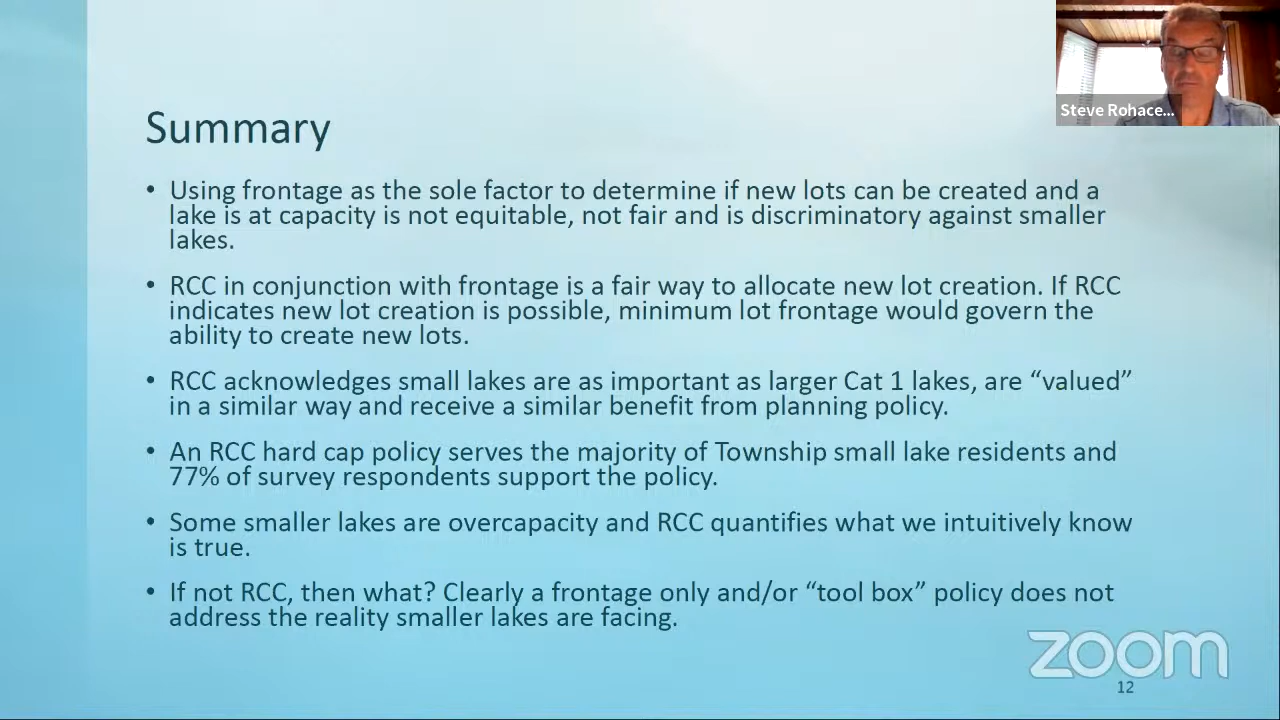 Steve Rohace...
Summary
• Using frontage as the sole factor to determine if new lots can be created and a
lake is at capacity is not equitable, not fair and is discriminatory against smaller
lakes.
• RCC in conjunction with frontage is a fair way to allocate new lot creation. If RCC
indicates new lot creation is possible, minimum lot frontage would govern the
ability to create new lots.
• RCC acknowledges small lakes are as important as larger Cat 1 lakes, are “valued”
in a similar way and receive a similar benefit from planning policy.
• An RCC hard cap policy serves the majority of Township small lake residents and
77% of survey respondents support the policy.
• Some smaller lakes are overcapacity and RCC quantifies what we intuitively know
is true.
• If not RCC, then what? Clearly a frontage only and/or “tool box” policy does not
address the reality smaller lakes are facing.
zoom
12